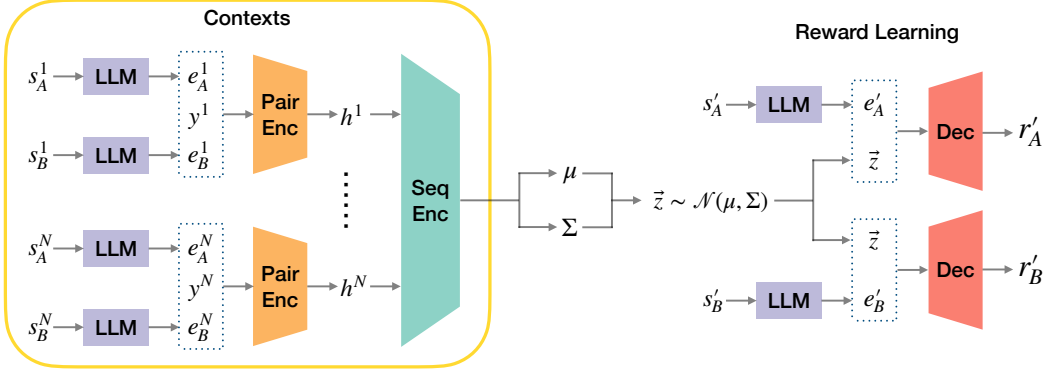 Contexts
s_A^1 LLM e_A^1
y^1 Pair Enc h^1
s_B^1 LLM e_B^1
Seq Enc
s_A^N LLM e_A^N
y^N Pair Enc h^N
s_B^N LLM e_B^N
μ
Σ
z⃗ ∼ 𝒩(μ, Σ)
Reward Learning
s′_A LLM e′_A
z⃗ Dec r′_A
z⃗ Dec r′_B
s′_B LLM e′_B